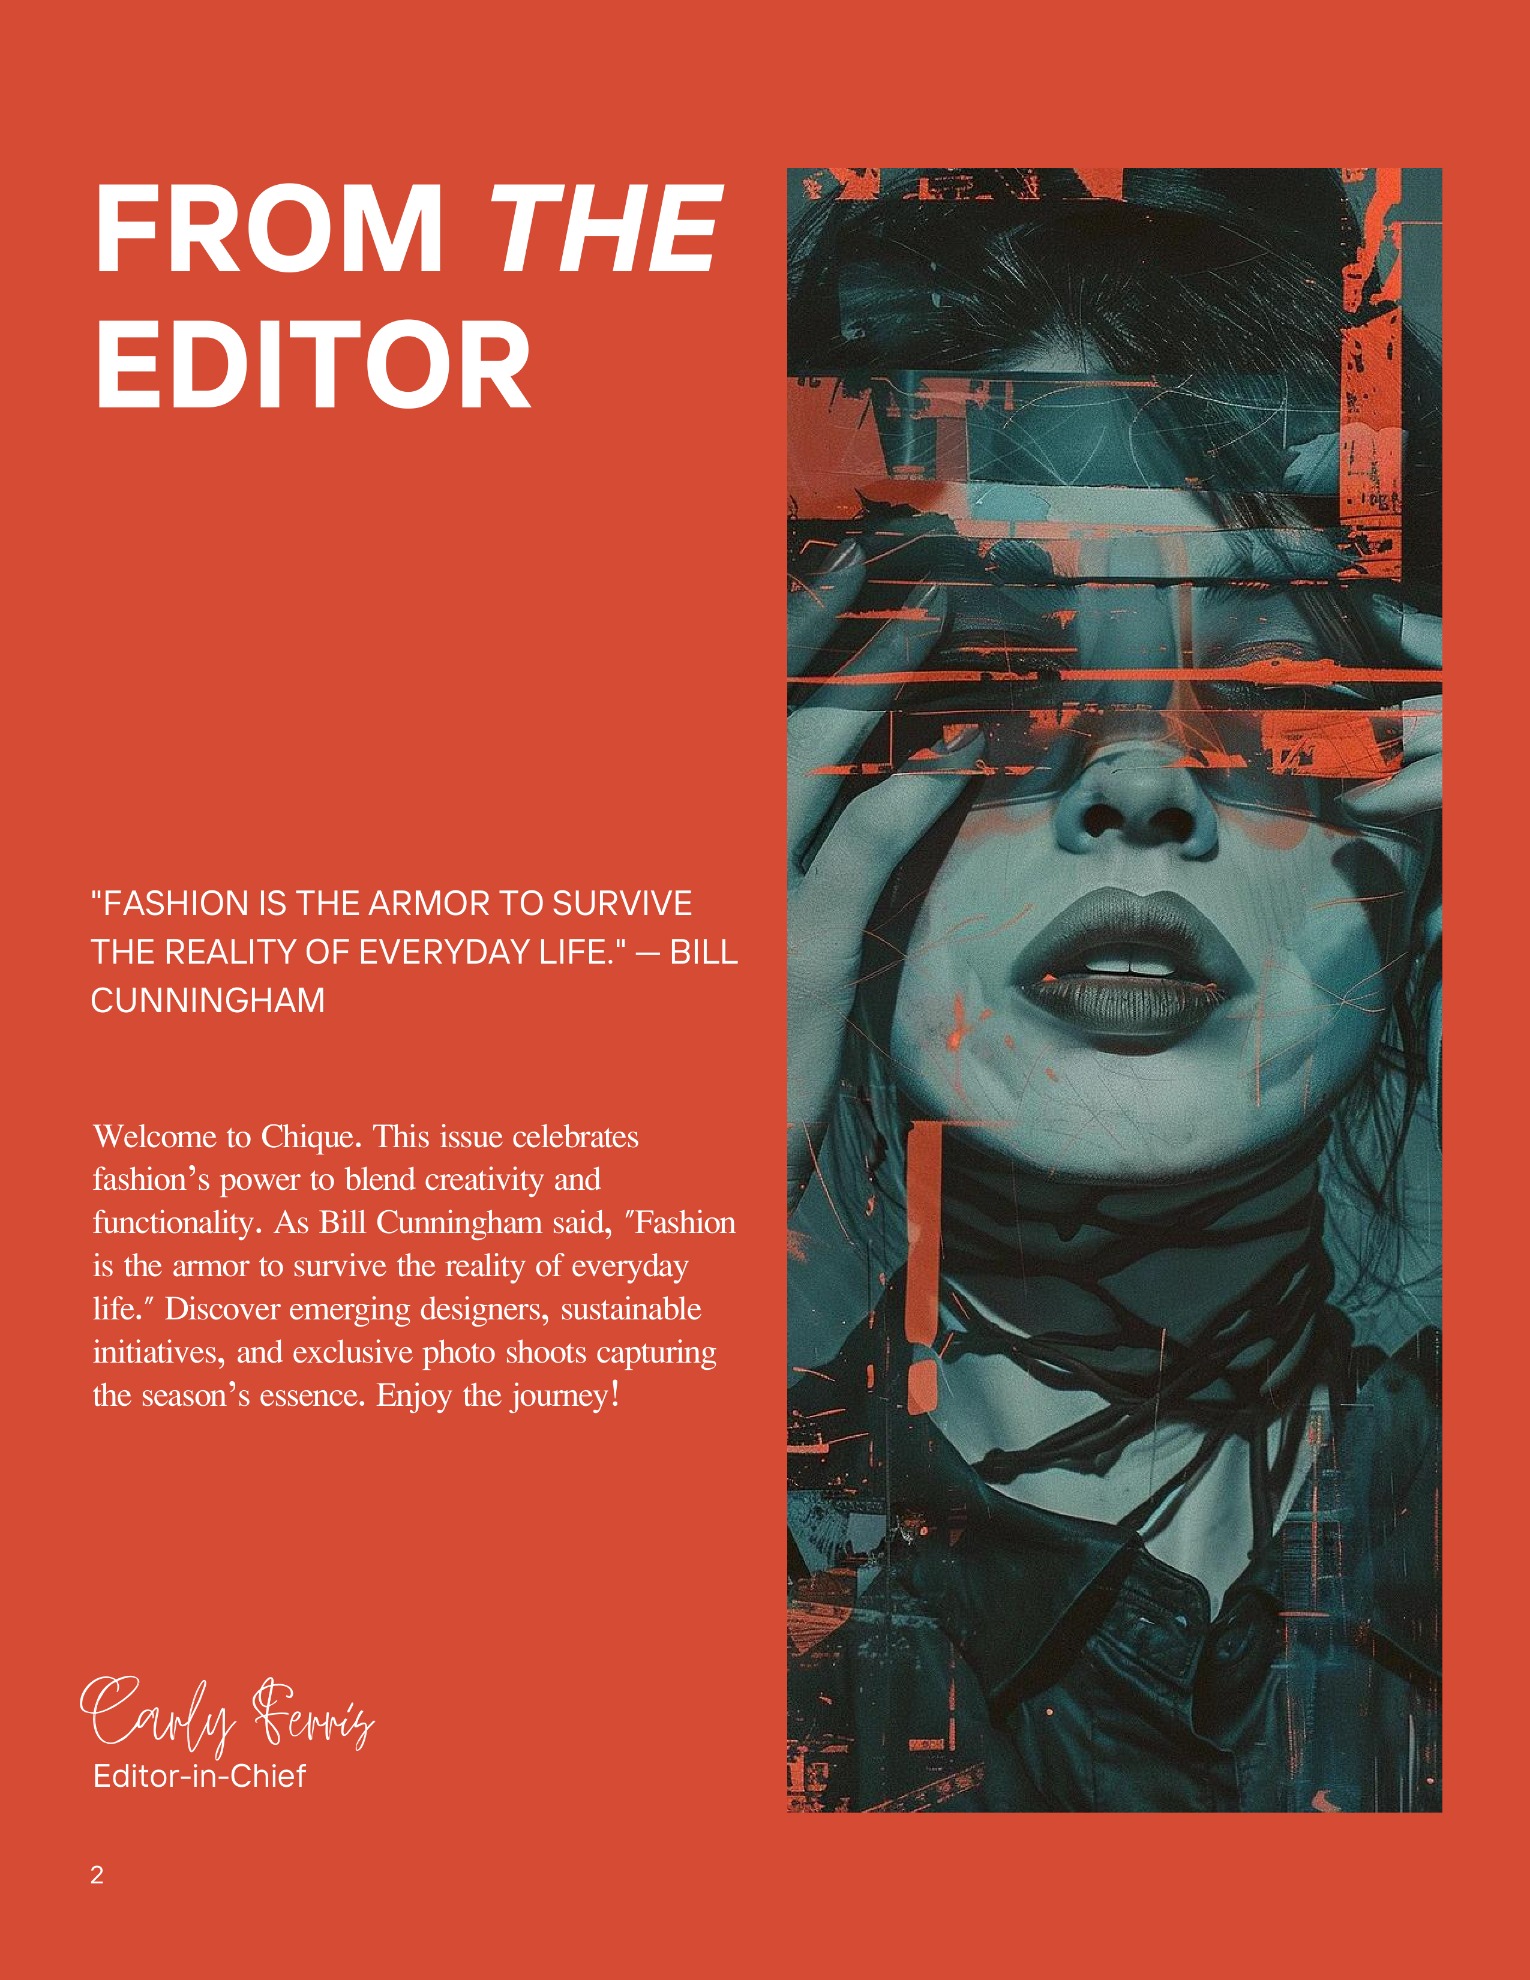 FROM THE
EDITOR
"FASHION IS THE ARMOR TO SURVIVE
THE REALITY OF EVERYDAY LIFE." — BILL
CUNNINGHAM
Welcome to Chique. This issue celebrates
fashion’s power to blend creativity and
functionality. As Bill Cunningham said, "Fashion
is the armor to survive the reality of everyday
life." Discover emerging designers, sustainable
initiatives, and exclusive photo shoots capturing
the season’s essence. Enjoy the journey!
Carly Ferris
Editor-in-Chief
2